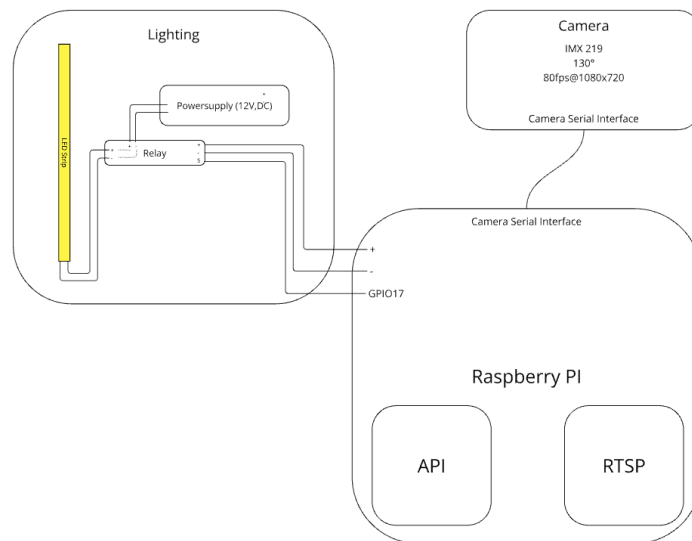 Lighting
Powersupply (12V,DC)
LED Strip
+ -
+
-
Relay
+
-
S
Camera
IMX 219
130°
80fps@1080x720
Camera Serial Interface
Camera Serial Interface
+
-
GPIO17
Raspberry PI
API
RTSP